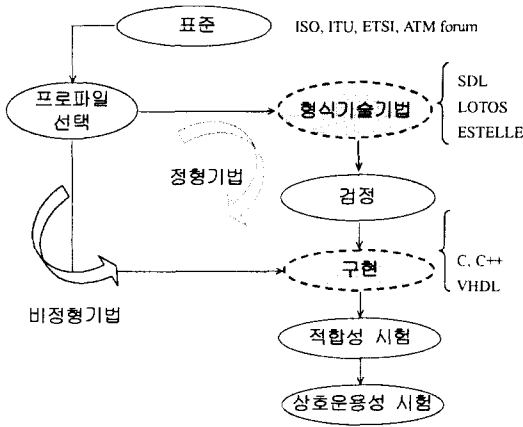 표준
ISO, ITU, ETSI, ATM forum
프로파일
선택
형식기술기법
SDL
LOTOS
ESTELLE
정형기법
검정
구현
C, C++
VHDL
비정형기법
적합성 시험
상호운용성 시험